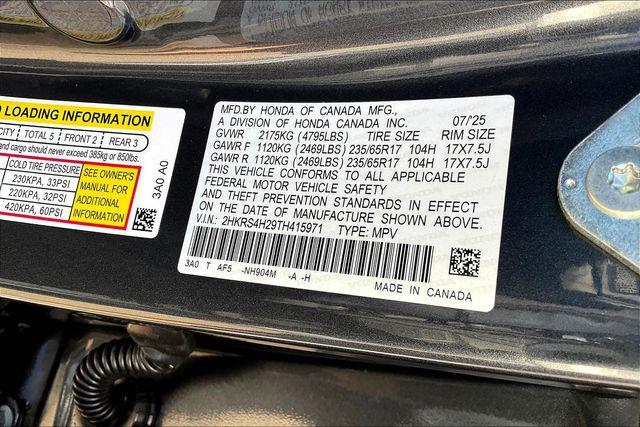 LOADING INFORMATION
CITY TOTAL 5 FRONT 2 REAR 3
and cargo should never exceed 385kg or 850lbs.
COLD TIRE PRESSURE
230KPA, 33PSI
220KPA, 32PSI
420KPA, 60PSI
SEE OWNER'S
MANUAL FOR
ADDITIONAL
INFORMATION
3A0 A0
MFD.BY HONDA OF CANADA MFG.,
A DIVISION OF HONDA CANADA INC. 07/25
GVWR 2175KG (4795LBS) TIRE SIZE RIM SIZE
GAWR F 1120KG (2469LBS) 235/65R17 104H 17X7.5J
GAWR R 1120KG (2469LBS) 235/65R17 104H 17X7.5J
THIS VEHICLE CONFORMS TO ALL APPLICABLE
FEDERAL MOTOR VEHICLE SAFETY
AND THEFT PREVENTION STANDARDS IN EFFECT
ON THE DATE OF MANUFACTURE SHOWN ABOVE.
V.I.N: 2HKRS4H29TH415971 TYPE: MPV
3A0 T AF5 -NH904M -A -H
MADE IN CANADA